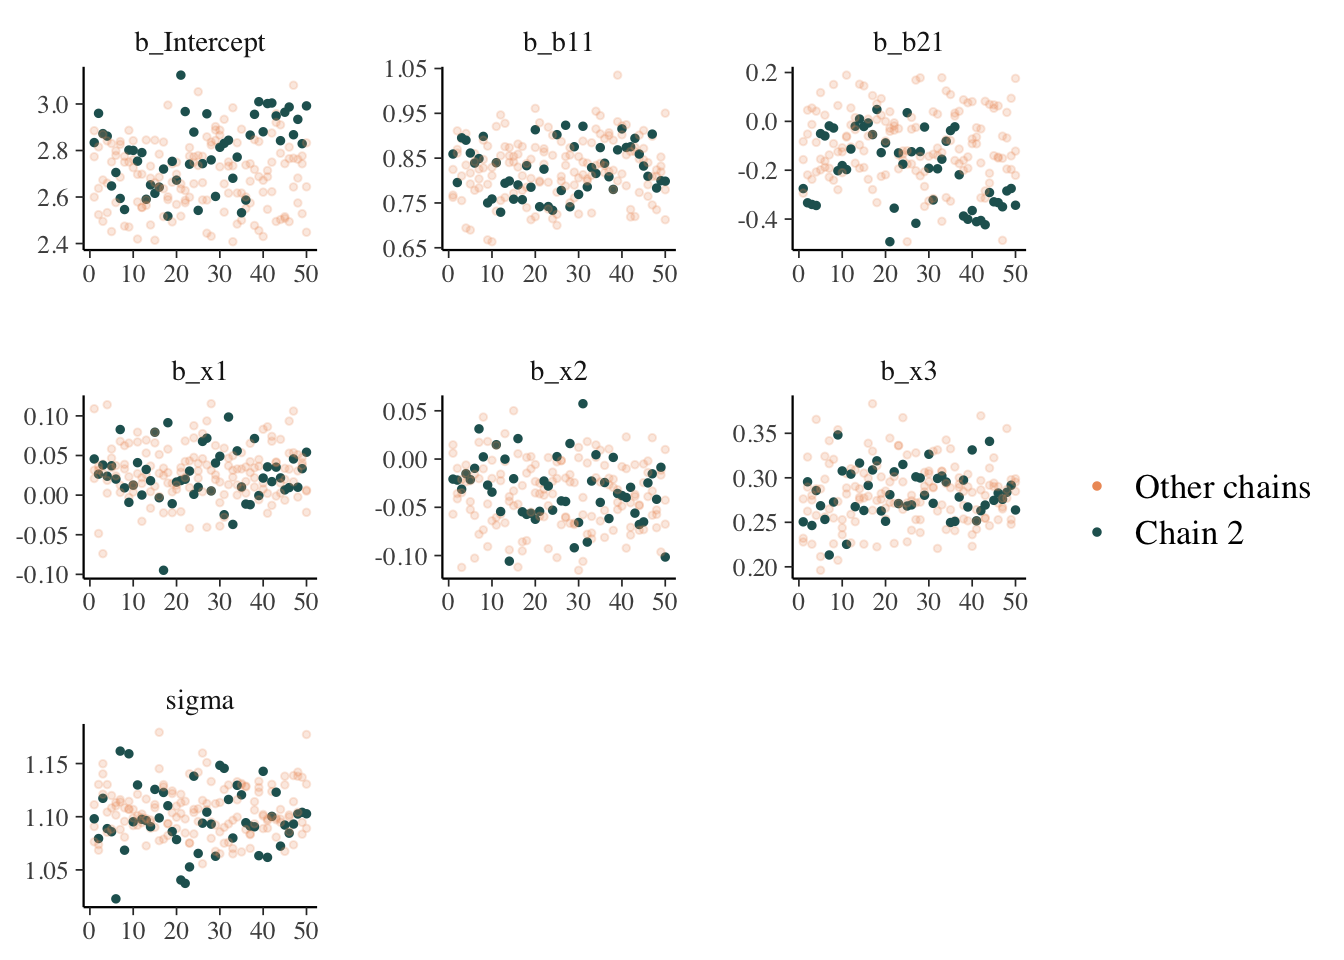 b_Intercept b_b11 b_b21
3.0 2.8 2.6 2.4
1.05 0.95 0.85 0.75 0.65
0.2 0.0 -0.2 -0.4
0 10 20 30 40 50 0 10 20 30 40 50 0 10 20 30 40 50
b_x1 b_x2 b_x3
0.10 0.05 0.00 -0.05 -0.10
0.05 0.00 -0.05 -0.10
0.35 0.30 0.25 0.20
0 10 20 30 40 50 0 10 20 30 40 50 0 10 20 30 40 50
Other chains
Chain 2
sigma
1.15 1.10 1.05
0 10 20 30 40 50